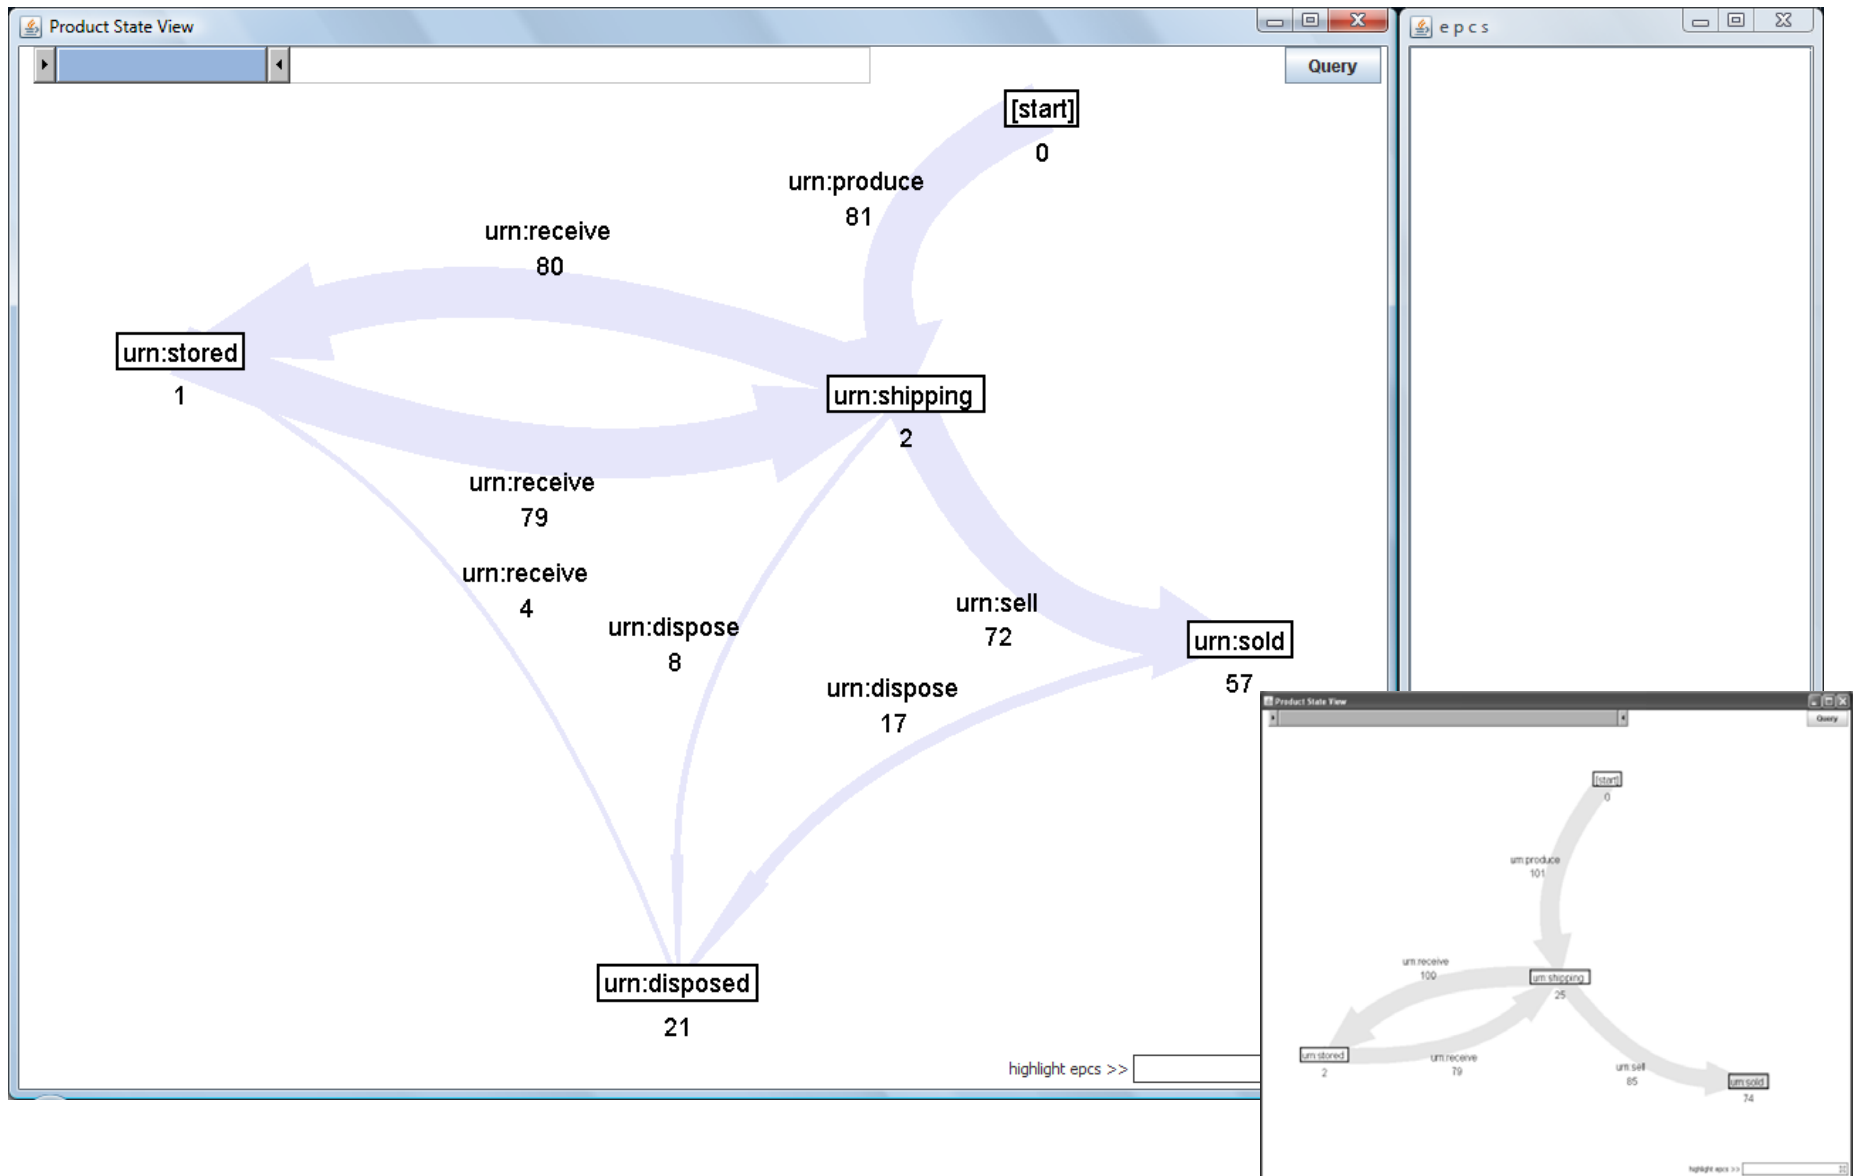 Product State View
e p c s
Query
[start]
0
urn:produce
81
urn:receive
80
urn:stored
1
urn:shipping
2
urn:receive
79
urn:receive
4
urn:dispose
8
urn:sell
72
urn:sold
57
urn:dispose
17
urn:disposed
21
highlight epcs >>
Product State View
Query
[start]
0
urn:produce
101
urn:receive
100
urn:shipping
25
urn:stored
2
urn:receive
79
urn:sell
85
urn:sold
74
highlight epcs >>